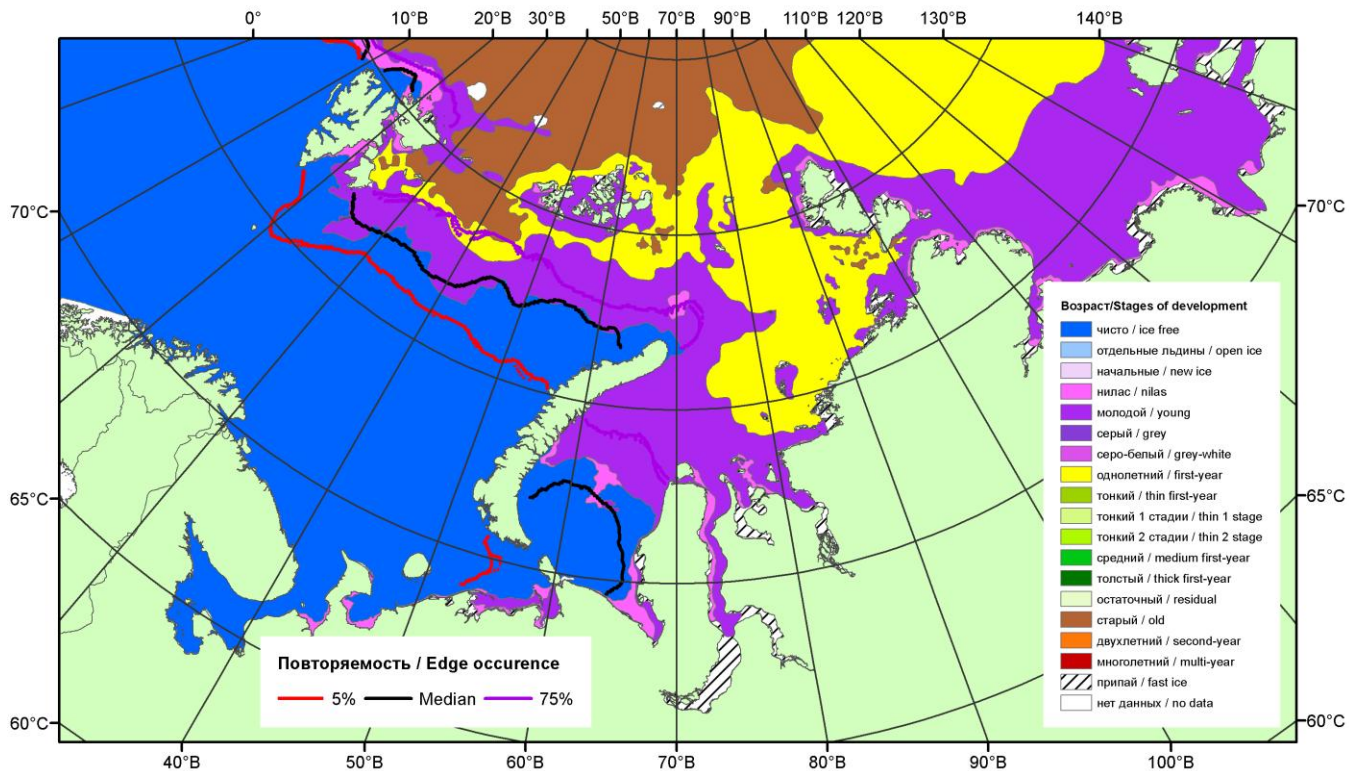 0° 10°В 20°В 30°В 50°В 70°В 90°В 110°В 120°В 130°В 140°В
70°С 70°С
65°С 65°С
60°С 60°С
Возраст/Stages of development
чисто / ice free
отдельные льдины / open ice
начальные / new ice
нилас / nilas
молодой / young
серый / grey
серо-белый / grey-white
однолетний / first-year
тонкий / thin first-year
тонкий 1 стадии / thin 1 stage
тонкий 2 стадии / thin 2 stage
средний / medium first-year
толстый / thick first-year
остаточный / residual
старый / old
двухлетний / second-year
многолетний / multi-year
припай / fast ice
нет данных / no data
Повторяемость / Edge occurence
5% Median 75%
40°В 50°В 60°В 70°В 80°В 90°В 100°В